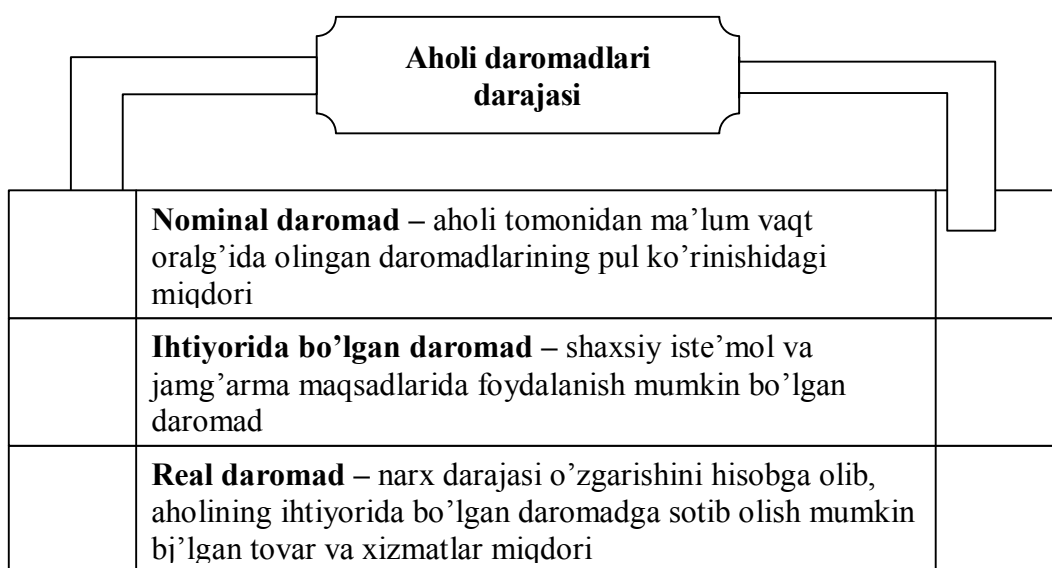 Aholi daromadlari
darajasi
Nominal daromad – aholi tomonidan ma’lum vaqt
oralg’ida olingan daromadlarining pul ko’rinishidagi
miqdori
Ihtiyorida bo’lgan daromad – shaxsiy iste’mol va
jamg’arma maqsadlarida foydalanish mumkin bo’lgan
daromad
Real daromad – narx darajasi o’zgarishini hisobga olib,
aholining ihtiyorida bo’lgan daromadga sotib olish mumkin
bj’lgan tovar va xizmatlar miqdori